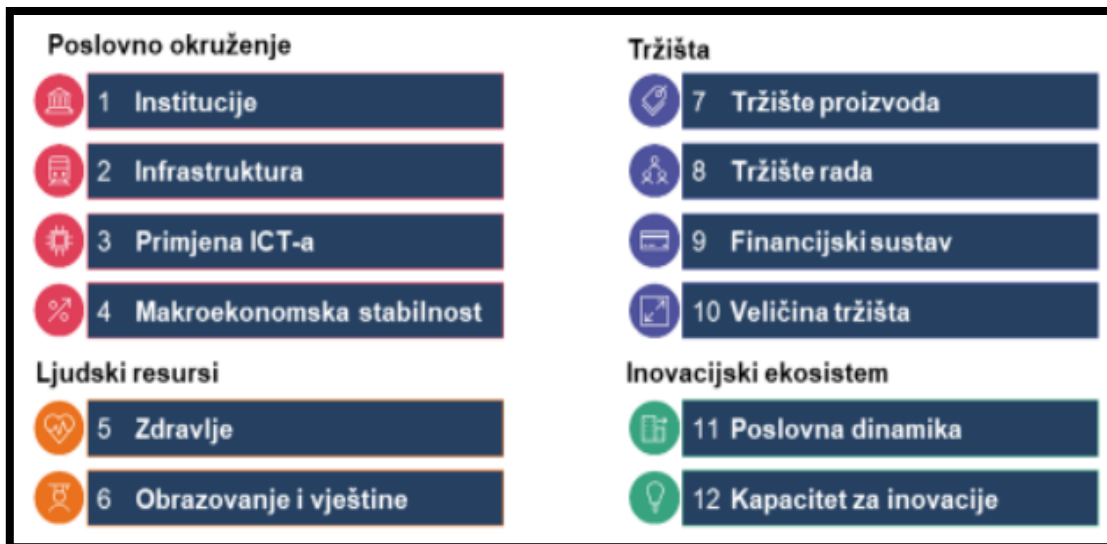 Poslovno okruženje
1 Institucije
2 Infrastruktura
3 Primjena ICT-a
4 Makroekonomska stabilnost
Ljudski resursi
5 Zdravlje
6 Obrazovanje i vještine
Tržišta
7 Tržište proizvoda
8 Tržište rada
9 Financijski sustav
10 Veličina tržišta
Inovacijski ekosistem
11 Poslovna dinamika
12 Kapacitet za inovacije